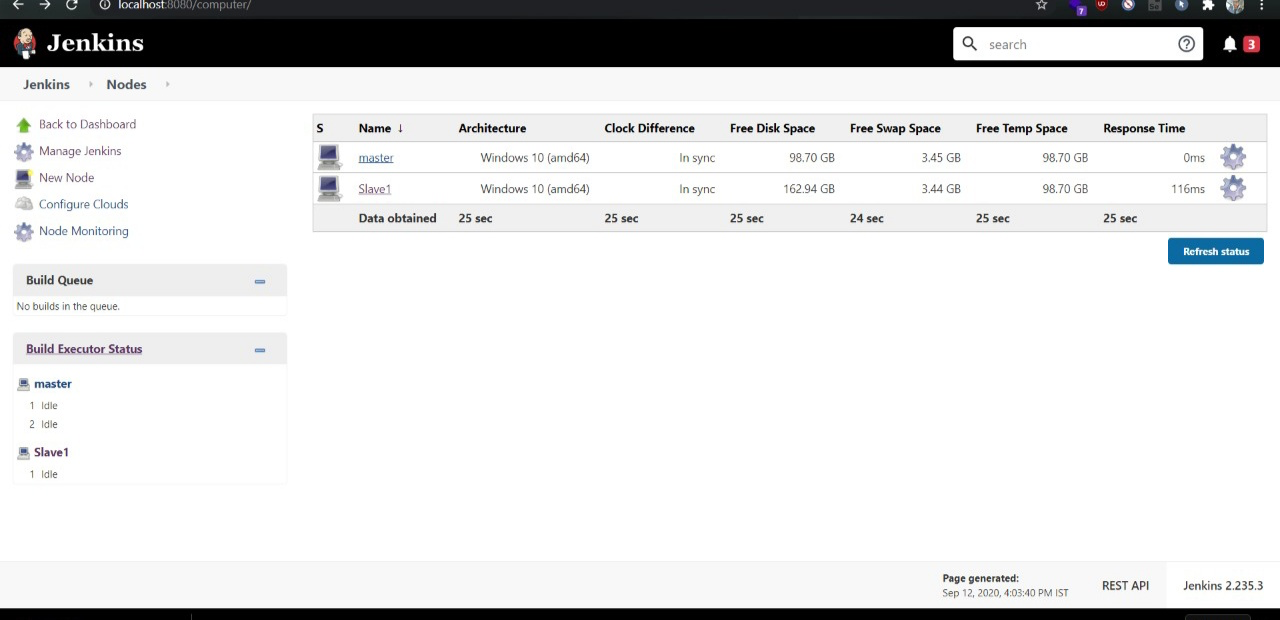 localhost:8080/computer/
7
Jenkins
search
3
Jenkins
Nodes
Back to Dashboard
Manage Jenkins
New Node
Configure Clouds
Node Monitoring
S Name ↓ Architecture Clock Difference Free Disk Space Free Swap Space Free Temp Space Response Time
master Windows 10 (amd64) In sync 98.70 GB 3.45 GB 98.70 GB 0ms
Slave1 Windows 10 (amd64) In sync 162.94 GB 3.44 GB 98.70 GB 116ms
Data obtained 25 sec 25 sec 25 sec 24 sec 25 sec 25 sec
Refresh status
Build Queue
No builds in the queue.
Build Executor Status
master
1 Idle
2 Idle
Slave1
1 Idle
Page generated:
Sep 12, 2020, 4:03:40 PM IST
REST API
Jenkins 2.235.3